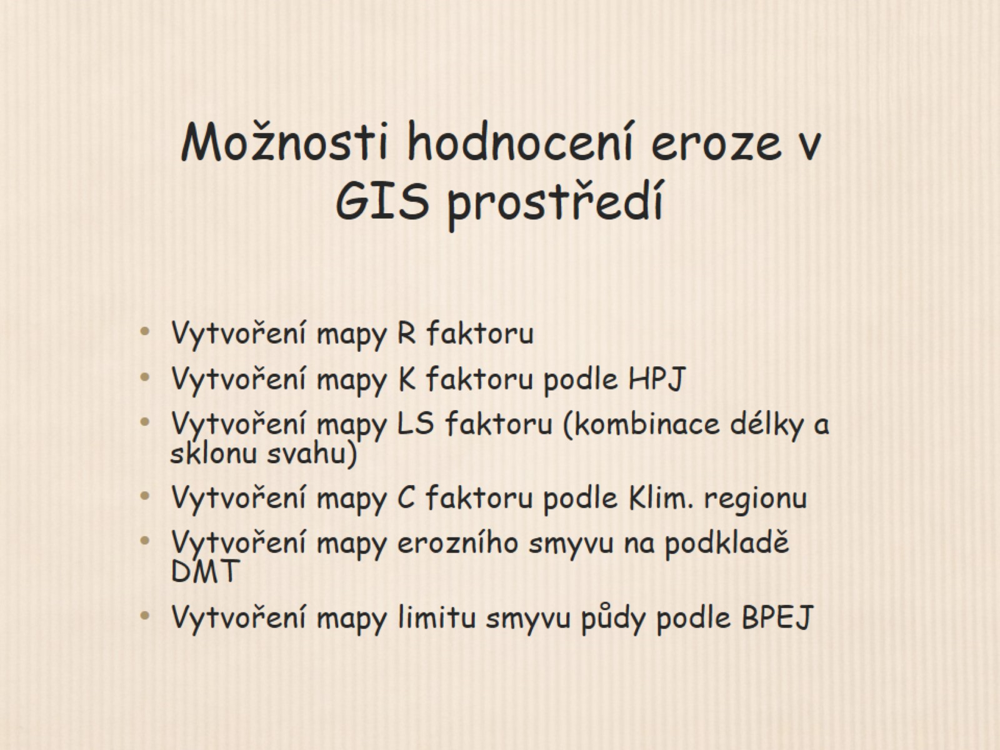 Možnosti hodnocení eroze v
GIS prostředí
• Vytvoření mapy R faktoru
• Vytvoření mapy K faktoru podle HPJ
• Vytvoření mapy LS faktoru (kombinace délky a
sklonu svahu)
• Vytvoření mapy C faktoru podle Klim. regionu
• Vytvoření mapy erozního smyvu na podkladě
DMT
• Vytvoření mapy limitu smyvu půdy podle BPEJ